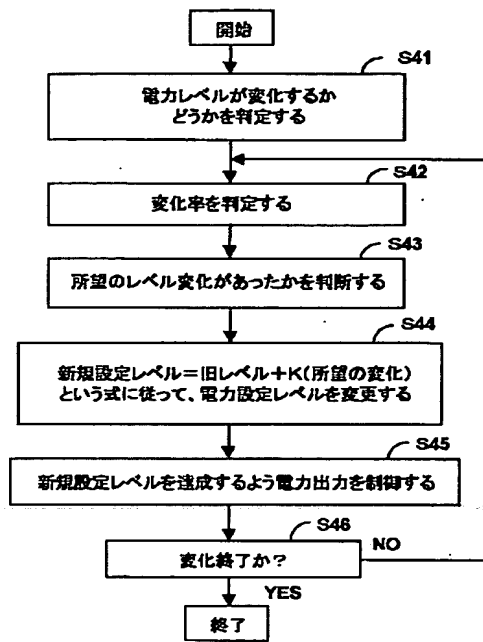 開始
S41
電力レベルが変化するか
どうかを判定する
S42
変化率を判定する
S43
所望のレベル変化があったかを判断する
S44
新規設定レベル=旧レベル+K(所望の変化)
という式に従って、電力設定レベルを変更する
S45
新規設定レベルを達成するよう電力出力を制御する
S46
変化終了か?
NO
YES
終了